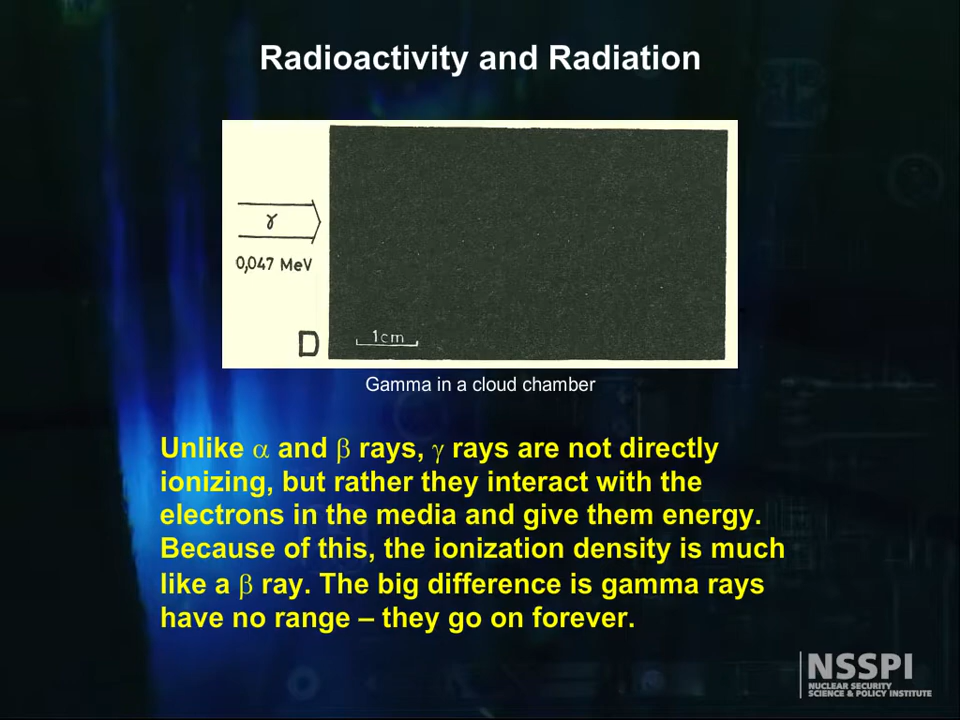 Radioactivity and Radiation
γ
0,047 MeV
D
1cm
Gamma in a cloud chamber
Unlike α and β rays, γ rays are not directly
ionizing, but rather they interact with the
electrons in the media and give them energy.
Because of this, the ionization density is much
like a β ray. The big difference is gamma rays
have no range – they go on forever.
NSSPI
NUCLEAR SECURITY
SCIENCE & POLICY INSTITUTE